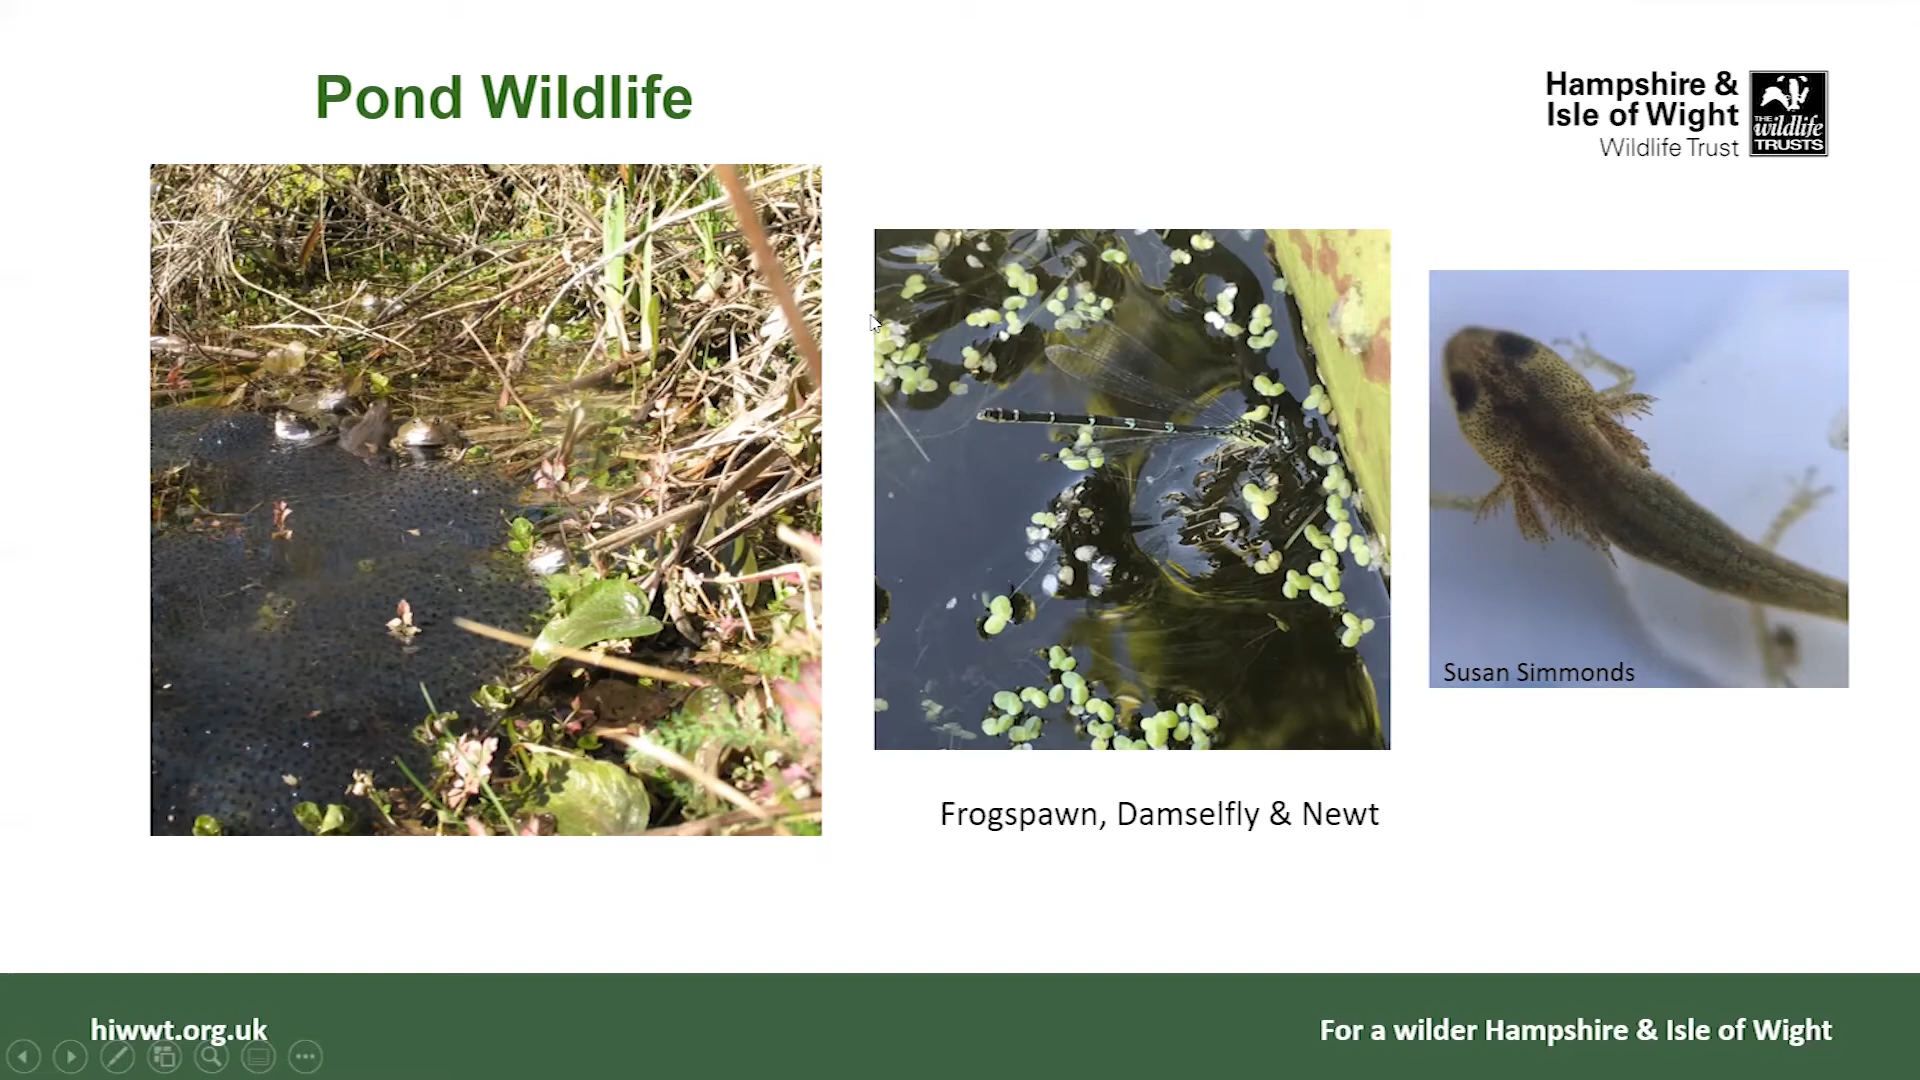 Pond Wildlife
Hampshire &
Isle of Wight
Wildlife Trust
THE
wildlife
TRUSTS
Susan Simmonds
Frogspawn, Damselfly & Newt
hiwwt.org.uk
For a wilder Hampshire & Isle of Wight